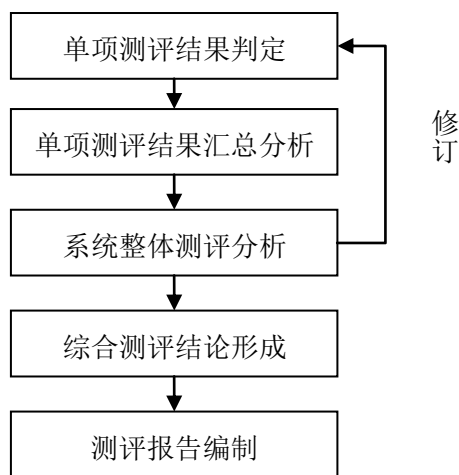 单项测评结果判定
单项测评结果汇总分析
修订
系统整体测评分析
综合测评结论形成
测评报告编制